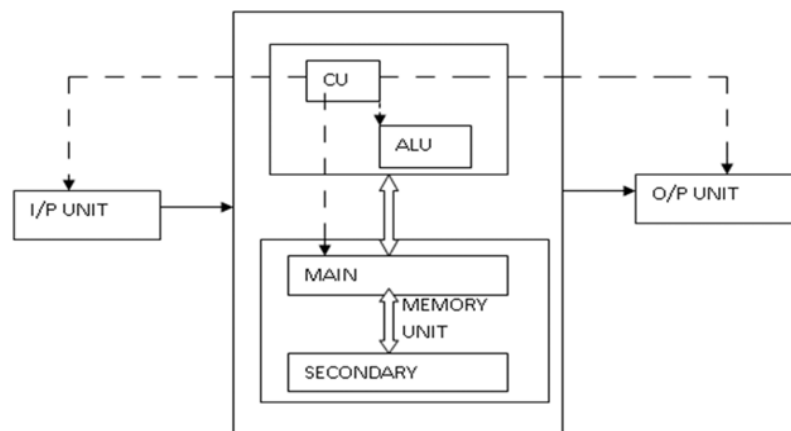 CU
ALU
I/P UNIT
O/P UNIT
MAIN
MEMORY
UNIT
SECONDARY